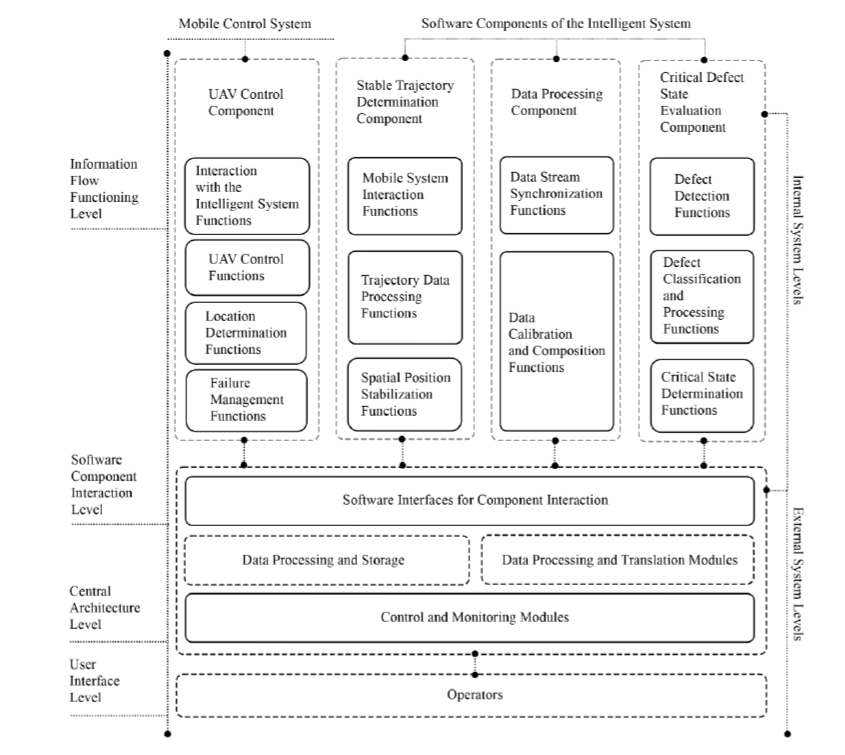 Mobile Control System
Software Components of the Intelligent System
UAV Control
Component
Stable Trajectory
Determination
Component
Data Processing
Component
Critical Defect
State
Evaluation
Component
Information
Flow
Functioning
Level
Interaction
with the
Intelligent System
Functions
UAV Control
Functions
Location
Determination
Functions
Failure
Management
Functions
Mobile System
Interaction
Functions
Trajectory Data
Processing
Functions
Spatial Position
Stabilization
Functions
Data Stream
Synchronization
Functions
Data
Calibration
and Composition
Functions
Defect
Detection
Functions
Defect
Classification
and
Processing
Functions
Critical State
Determination
Functions
Internal System Levels
Software
Component
Interaction
Level
Software Interfaces for Component Interaction
Data Processing and Storage
Data Processing and Translation Modules
Central
Architecture
Level
Control and Monitoring Modules
External System Levels
User
Interface
Level
Operators